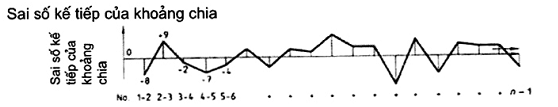 Sai số kế tiếp của khoảng chia
Sai số kế
tiếp của
khoảng
chia
0
+9
-8
-2
-7
-4
No. 1-2 2-3 3-4 4-5 5-6 n-1